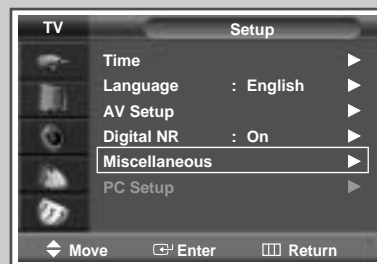 TV Setup
Time
Language : English
AV Setup
Digital NR : On
Miscellaneous
PC Setup
Move Enter Return